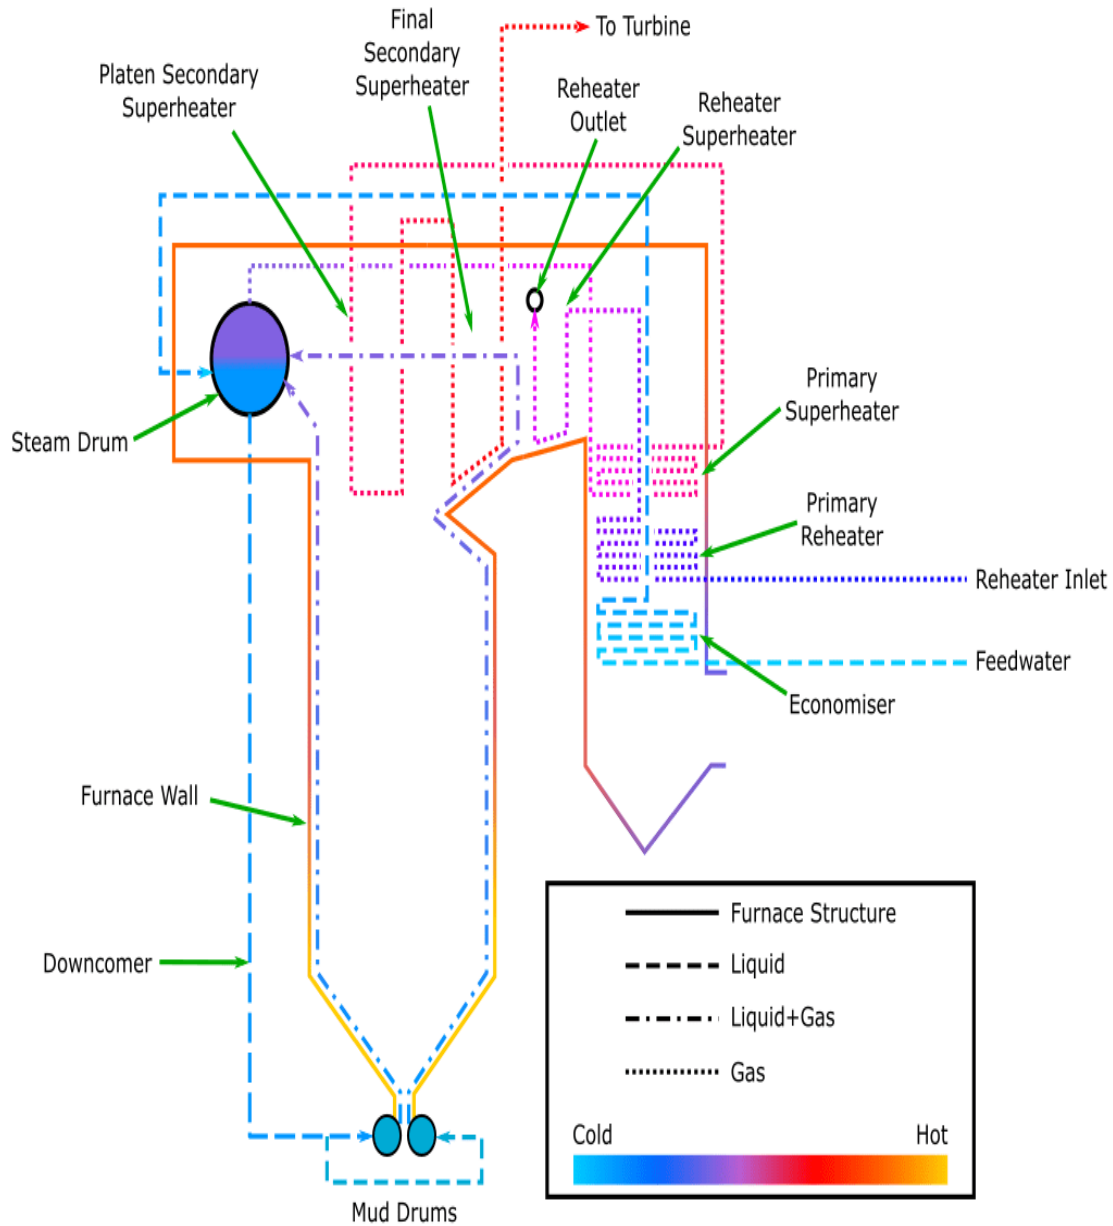 To Turbine
Final
Secondary
Superheater
Platen Secondary
Superheater
Reheater
Outlet
Reheater
Superheater
Primary
Superheater
Steam Drum
Primary
Reheater
Reheater Inlet
Feedwater
Economiser
Furnace Wall
Downcomer
Mud Drums
Furnace Structure
Liquid
Liquid+Gas
Gas
Cold
Hot